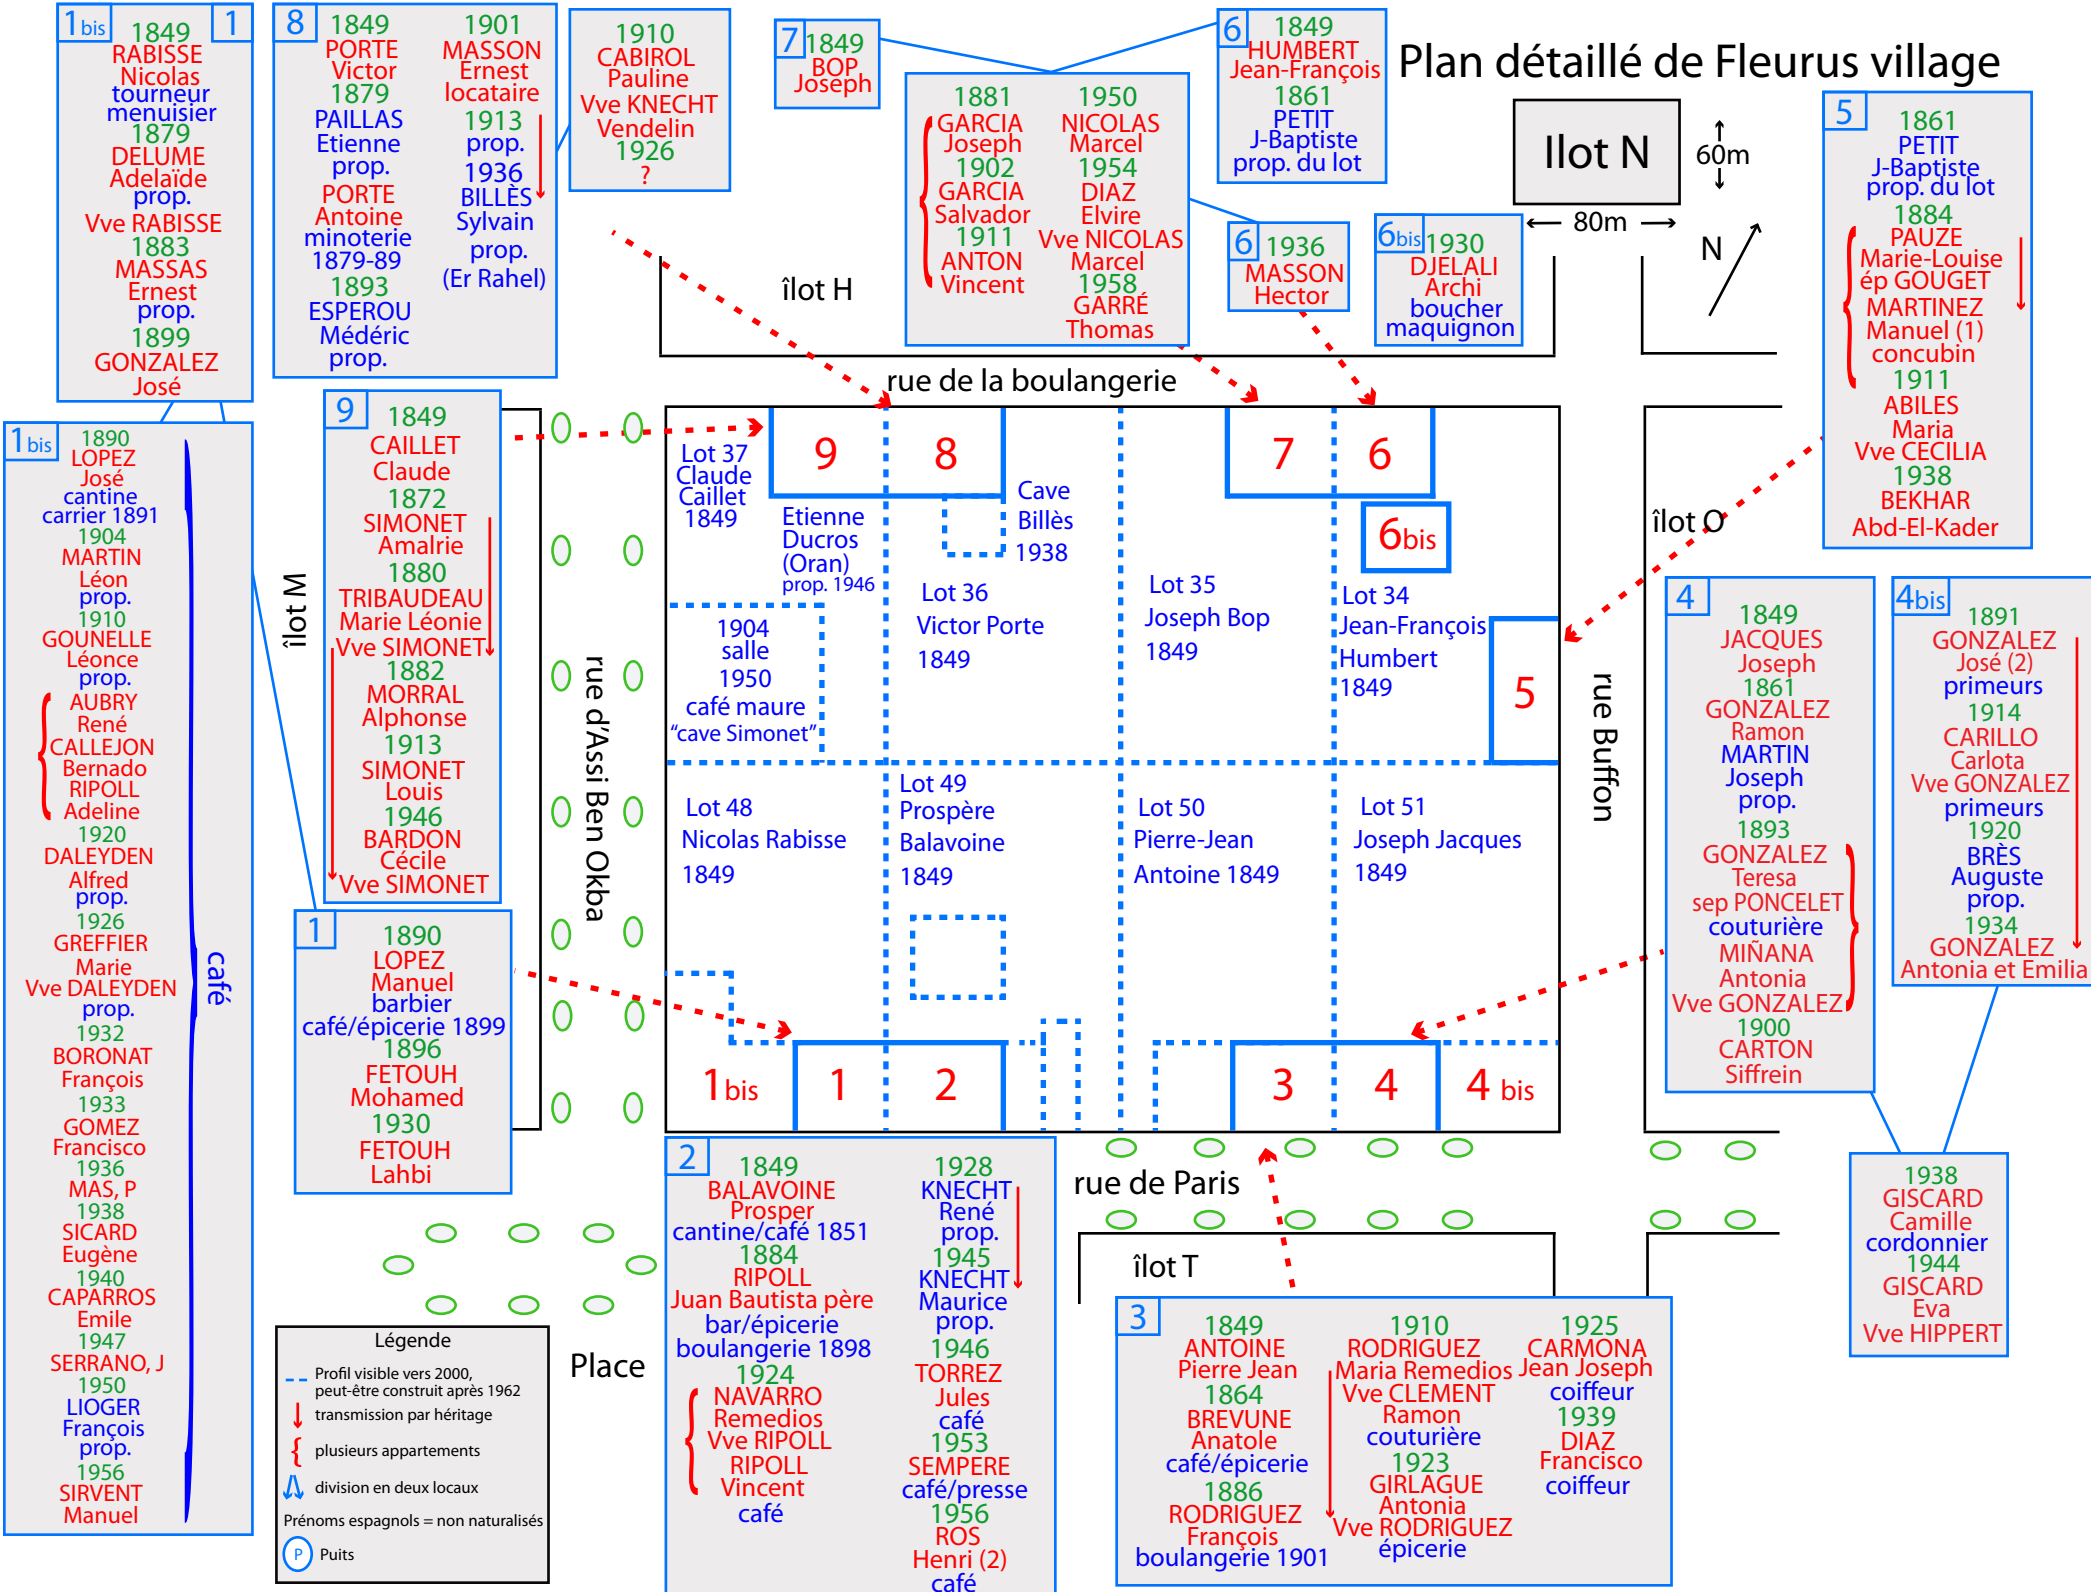 Plan détaillé de Fleurus village
Ilot N
60m
80m
N
1bis
1
1849
RABISSE
Nicolas
tourneur
menuisier
1879
DELUME
Adelaïde
prop.
Vve RABISSE
1883
MASSAS
Ernest
prop.
1899
GONZALEZ
José
8
1849
PORTE
Victor
1879
PAILLAS
Etienne
prop.
PORTE
Antoine
minoterie
1879-89
1893
ESPEROU
Médéric
prop.
1901
MASSON
Ernest
locataire
1913
prop.
1936
BILLÈS
Sylvain
prop.
(Er Rahel)
1910
CABIROL
Pauline
Vve KNECHT
Vendelin
1926
?
7
1849
BOP
Joseph
1881
GARCIA
Joseph
1902
GARCIA
Salvador
1911
ANTON
Vincent
1950
NICOLAS
Marcel
1954
DIAZ
Elvire
Vve NICOLAS
Marcel
1958
GARRÉ
Thomas
6
1849
HUMBERT
Jean-François
1861
PETIT
J-Baptiste
prop. du lot
6
1936
MASSON
Hector
6bis
1930
DJELALI
Archi
boucher
maquignon
5
1861
PETIT
J-Baptiste
prop. du lot
1884
PAUZE
Marie-Louise
ép GOUGET
MARTINEZ
Manuel (1)
concubin
1911
ABILES
Maria
Vve CECILIA
1938
BEKHAR
Abd-El-Kader
1bis
1890
LOPEZ
José
cantine
carrier 1891
1904
MARTIN
Léon
prop.
1910
GOUNELLE
Léonce
prop.
AUBRY
René
CALLEJON
Bernado
RIPOLL
Adeline
1920
DALEYDEN
Alfred
prop.
1926
GREFFIER
Marie
Vve DALEYDEN
prop.
1932
BORONAT
François
1933
GOMEZ
Francisco
1936
MAS, P
1938
SICARD
Eugène
1940
CAPARROS
Emile
1947
SERRANO, J
1950
LIOGER
François
prop.
1956
SIRVENT
Manuel
café
9
1849
CAILLET
Claude
1872
SIMONET
Amalrie
1880
TRIBAUDEAU
Marie Léonie
Vve SIMONET
1882
MORRAL
Alphonse
1913
SIMONET
Louis
1946
BARDON
Cécile
Vve SIMONET
1
1890
LOPEZ
Manuel
barbier
café/épicerie 1899
1896
FETOUH
Mohamed
1930
FETOUH
Lahbi
îlot H
îlot M
îlot O
îlot T
rue de la boulangerie
rue d'Assi Ben Okba
rue Buffon
rue de Paris
Place
9
8
7
6
6bis
5
Lot 37
Claude
Caillet
1849
Etienne
Ducros
(Oran)
prop. 1946
Cave
Billès
1938
1904
salle
1950
café maure
“cave Simonet”
Lot 36
Victor Porte
1849
Lot 35
Joseph Bop
1849
Lot 34
Jean-François
Humbert
1849
Lot 48
Nicolas Rabisse
1849
Lot 49
Prospère
Balavoine
1849
Lot 50
Pierre-Jean
Antoine 1849
Lot 51
Joseph Jacques
1849
1bis
1
2
3
4
4 bis
4
1849
JACQUES
Joseph
1861
GONZALEZ
Ramon
MARTIN
Joseph
prop.
1893
GONZALEZ
Teresa
sep PONCELET
couturière
MIÑANA
Antonia
Vve GONZALEZ
1900
CARTON
Siffrein
4bis
1891
GONZALEZ
José (2)
primeurs
1914
CARILLO
Carlota
Vve GONZALEZ
primeurs
1920
BRÈS
Auguste
prop.
1934
GONZALEZ
Antonia et Emilia
1938
GISCARD
Camille
cordonnier
1944
GISCARD
Eva
Vve HIPPERT
2
1849
BALAVOINE
Prosper
cantine/café 1851
1884
RIPOLL
Juan Bautista père
bar/épicerie
boulangerie 1898
1924
NAVARRO
Remedios
Vve RIPOLL
RIPOLL
Vincent
café
1928
KNECHT
René
prop.
1945
KNECHT
Maurice
prop.
1946
TORREZ
Jules
café
1953
SEMPERE
café/presse
1956
ROS
Henri (2)
café
3
1849
ANTOINE
Pierre Jean
1864
BREVUNE
Anatole
café/épicerie
1886
RODRIGUEZ
François
boulangerie 1901
1910
RODRIGUEZ
Maria Remedios
Vve CLEMENT
Ramon
couturière
1923
GIRLAGUE
Antonia
Vve RODRIGUEZ
épicerie
1925
CARMONA
Jean Joseph
coiffeur
1939
DIAZ
Francisco
coiffeur
Légende
Profil visible vers 2000,
peut-être construit après 1962
transmission par héritage
plusieurs appartements
division en deux locaux
Prénoms espagnols = non naturalisés
P
Puits